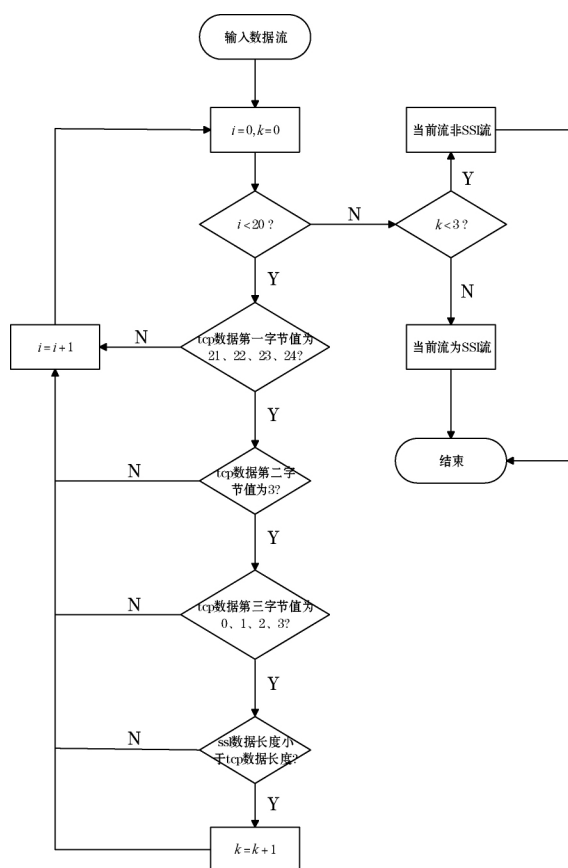 输入数据流
i=0,k=0
当前流非SSL流
Y
i<20?
N
k<3?
Y
N
tcp数据第一字节值为
21、22、23、24?
N
i=i+1
当前流为SSL流
Y
tcp数据第二字
节值为3?
N
结束
Y
tcp数据第三字节值为
0、1、2、3?
N
Y
ssl数据长度小
于tcp数据长度?
N
Y
k=k+1